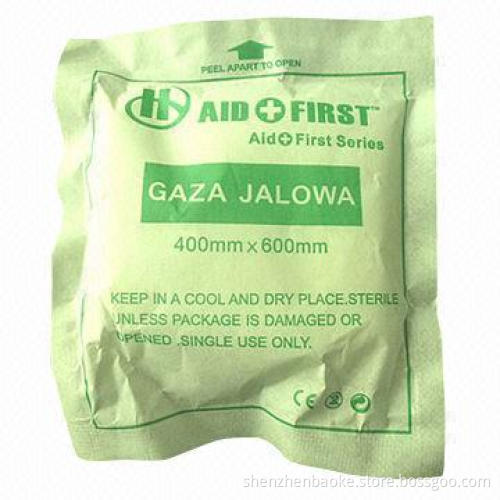 PEEL APART TO OPEN
H AID FIRST™
Aid First Series
GAZA JALOWA
400mm x 600mm
KEEP IN A COOL AND DRY PLACE.STERILE
UNLESS PACKAGE IS DAMAGED OR
OPENED .SINGLE USE ONLY.
CE
shenzhenbaoke.store.bossgoo.com